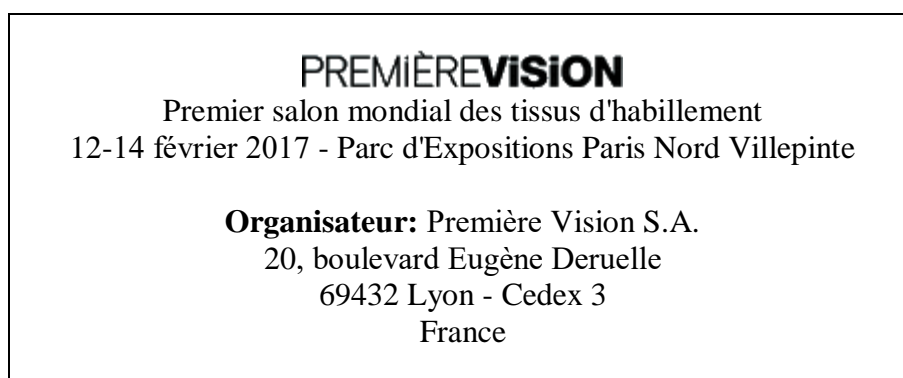 PREMIÈREViSiON
Premier salon mondial des tissus d'habillement
12-14 février 2017 - Parc d'Expositions Paris Nord Villepinte
Organisateur: Première Vision S.A.
20, boulevard Eugène Deruelle
69432 Lyon - Cedex 3
France